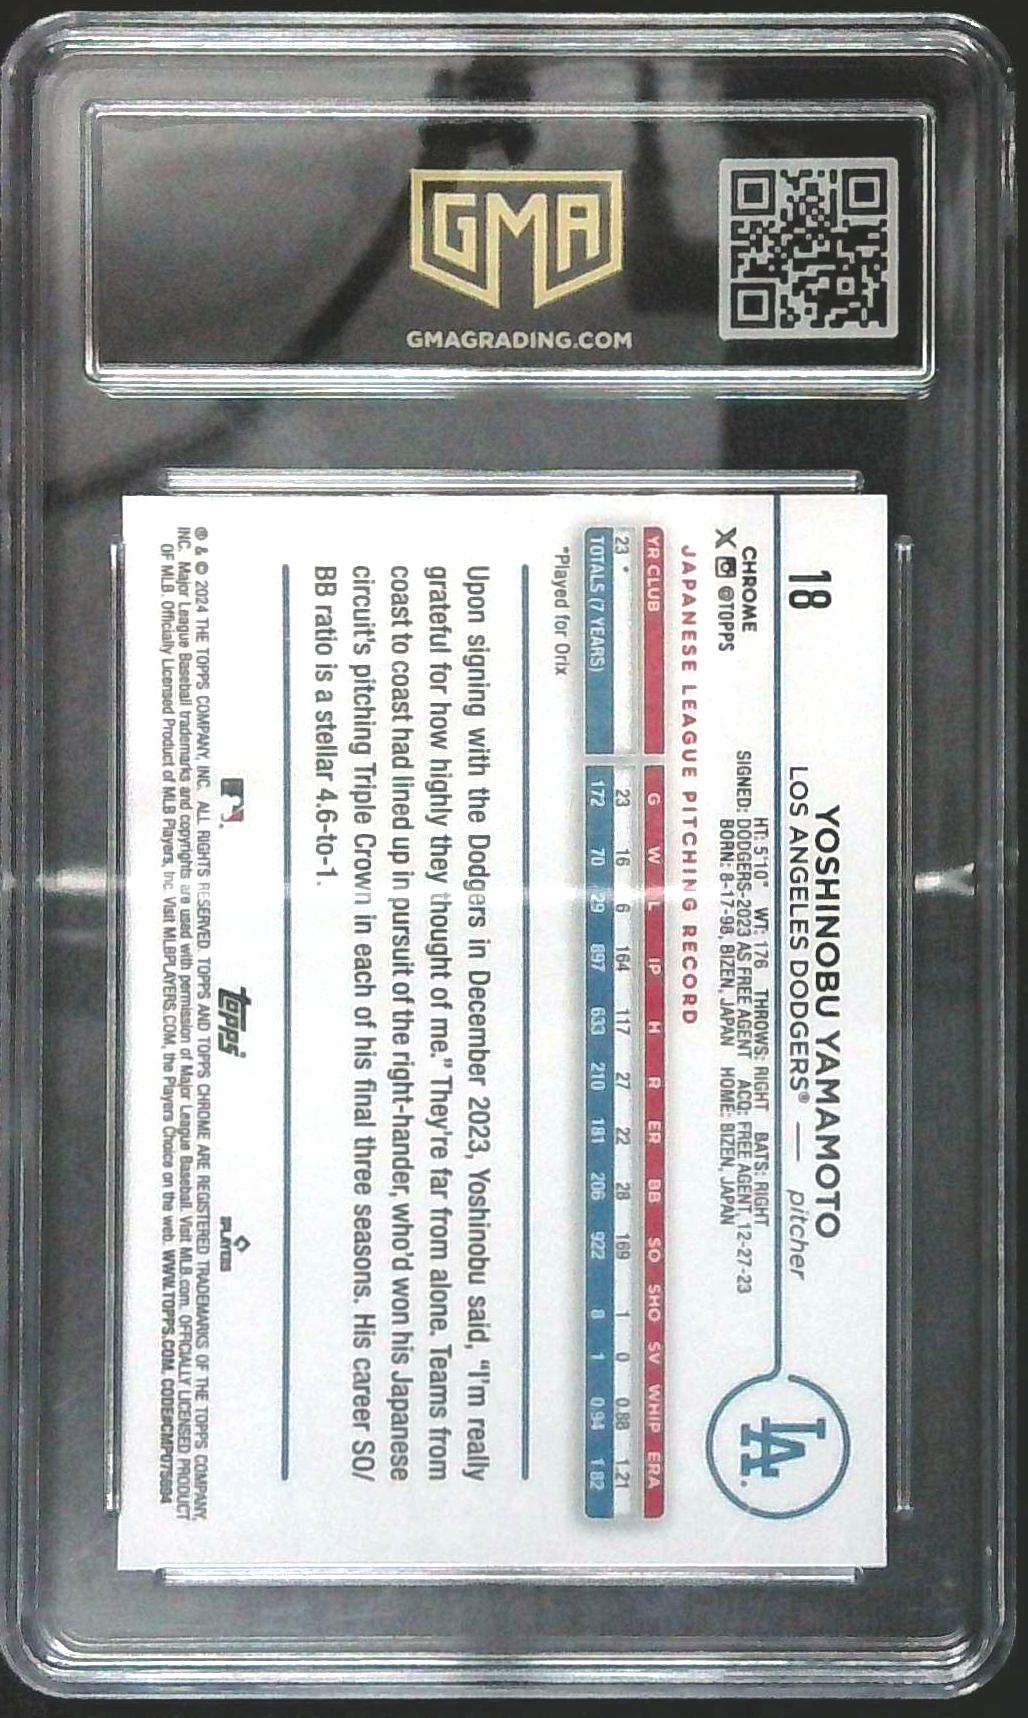 GMA
GMAGRADING.COM
18
YOSHINOBU YAMAMOTO
LOS ANGELES DODGERS® — pitcher
CHROME
X @TOPPS
HT: 5'10" WT: 176 THROWS: RIGHT BATS: RIGHT
SIGNED: DODGERS-2023 AS FREE AGENT ACQ: FREE AGENT, 12-27-23
BORN: 8-17-98, BIZEN, JAPAN HOME: BIZEN, JAPAN
LA
JAPANESE LEAGUE PITCHING RECORD
YR CLUB G W L IP H R ER BB SO SHO SV WHIP ERA
23 * 23 16 6 164 117 27 22 28 169 1 0 0.88 1.21
TOTALS (7 YEARS) 172 70 29 897 633 210 181 206 922 8 1 0.94 1.82
*Played for Orix
Upon signing with the Dodgers in December 2023, Yoshinobu said, "I'm really
grateful for how highly they thought of me." They're far from alone. Teams from
coast to coast had lined up in pursuit of the right-hander, who'd won his Japanese
circuit's pitching Triple Crown in each of his final three seasons. His career SO/
BB ratio is a stellar 4.6-to-1.
topps
PLAYERS
® & © 2024 THE TOPPS COMPANY, INC. ALL RIGHTS RESERVED. TOPPS AND TOPPS CHROME ARE REGISTERED TRADEMARKS OF THE TOPPS COMPANY,
INC. Major League Baseball trademarks and copyrights are used with permission of Major League Baseball. Visit MLB.com. OFFICIALLY LICENSED PRODUCT
OF MLB. Officially Licensed Product of MLB Players, Inc. Visit MLBPLAYERS.COM, the Players Choice on the web. WWW.TOPPS.COM. CODE#CMP075694